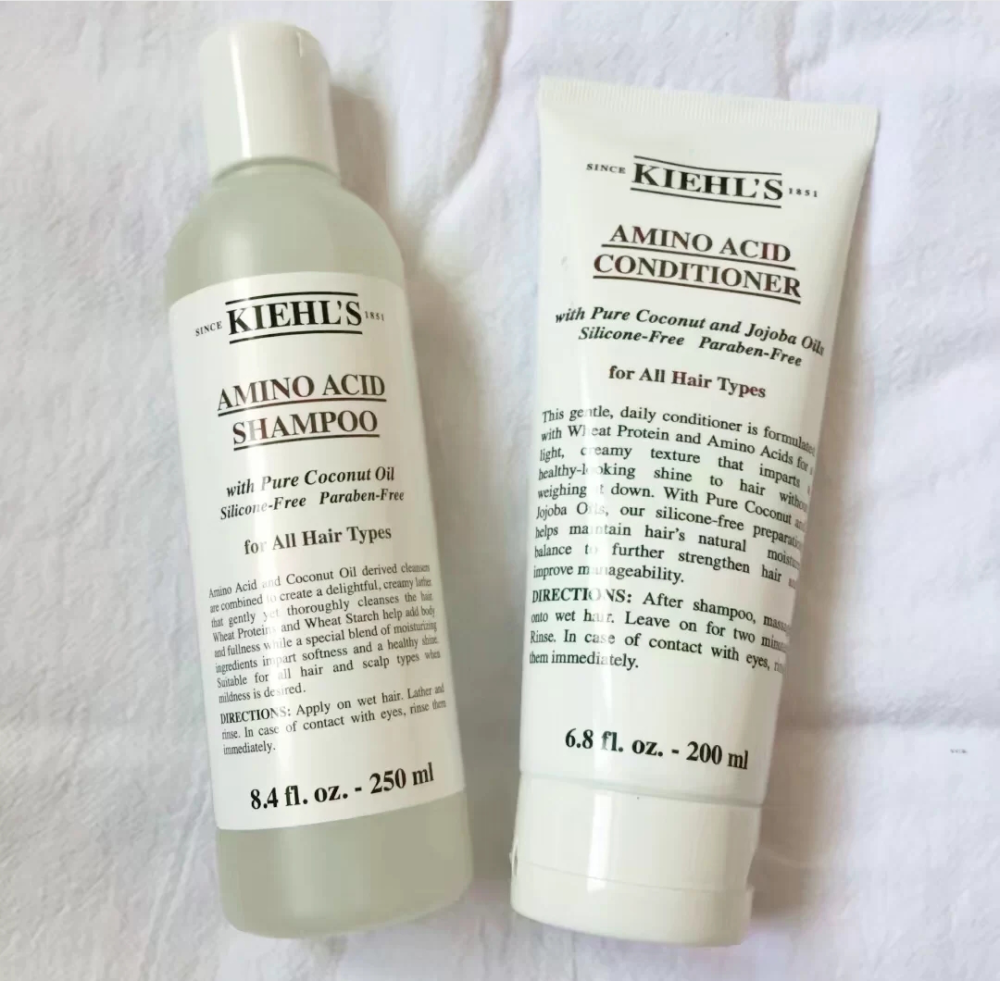 SINCE KIEHL'S 1851
AMINO ACID
SHAMPOO
with Pure Coconut Oil
Silicone-Free Paraben-Free
for All Hair Types
Amino Acid and Coconut Oil derived cleansers
are combined to create a delightful, creamy lather
that gently yet thoroughly cleanses the hair.
Wheat Proteins and Wheat Starch help add body
and fullness while a special blend of moisturizing
ingredients impart softness and a healthy shine.
Suitable for all hair and scalp types when
mildness is desired.
DIRECTIONS: Apply on wet hair. Lather and
rinse. In case of contact with eyes, rinse them
immediately.
8.4 fl. oz. - 250 ml
SINCE KIEHL'S 1851
AMINO ACID
CONDITIONER
with Pure Coconut and Jojoba Oils
Silicone-Free Paraben-Free
for All Hair Types
This gentle, daily conditioner is formulated
with Wheat Protein and Amino Acids for
light, creamy texture that imparts
healthy-looking shine to hair without
weighing it down. With Pure Coconut
Jojoba Oils, our silicone-free preparation
helps maintain hair's natural moisture
balance to further strengthen hair
improve manageability.
DIRECTIONS: After shampoo,
onto wet hair. Leave on for two
Rinse. In case of contact with eyes,
them immediately.
6.8 fl. oz. - 200 ml